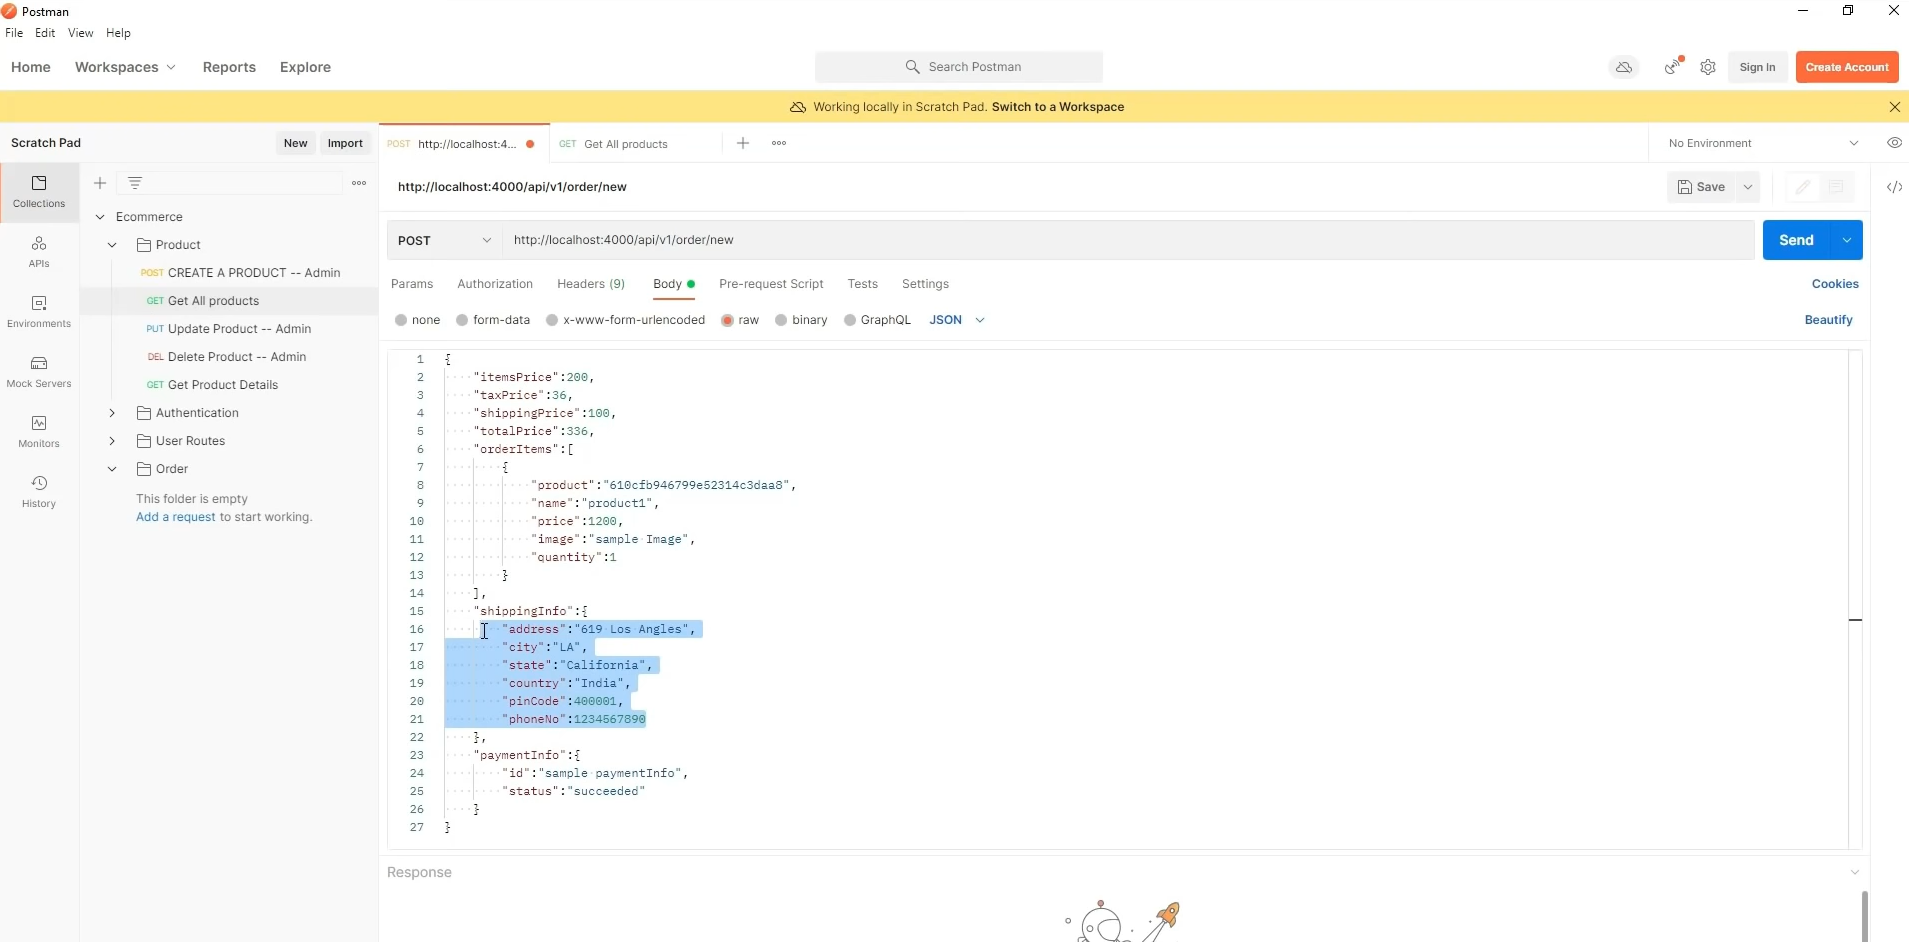 Postman
File Edit View Help
Home Workspaces Reports Explore Search Postman Sign In Create Account
Working locally in Scratch Pad. Switch to a Workspace
Scratch Pad New Import POST http://localhost:4... GET Get All products No Environment
Collections
APIs
Environments
Mock Servers
Monitors
History
Ecommerce
Product
POST CREATE A PRODUCT -- Admin
GET Get All products
PUT Update Product -- Admin
DEL Delete Product -- Admin
GET Get Product Details
Authentication
User Routes
Order
This folder is empty
Add a request to start working.
http://localhost:4000/api/v1/order/new Save
POST http://localhost:4000/api/v1/order/new Send
Params Authorization Headers (9) Body Pre-request Script Tests Settings Cookies
none form-data x-www-form-urlencoded raw binary GraphQL JSON Beautify
1 {
2 "itemsPrice":200,
3 "taxPrice":36,
4 "shippingPrice":100,
5 "totalPrice":336,
6 "orderItems":[
7 {
8 "product":"610cfb946799e52314c3daa8",
9 "name":"product1",
10 "price":1200,
11 "image":"sample Image",
12 "quantity":1
13 }
14 ],
15 "shippingInfo":{
16 "address":"619 Los Angles",
17 "city":"LA",
18 "state":"California",
19 "country":"India",
20 "pinCode":400001,
21 "phoneNo":1234567890
22 },
23 "paymentInfo":{
24 "id":"sample paymentInfo",
25 "status":"succeeded"
26 }
27 }
Response